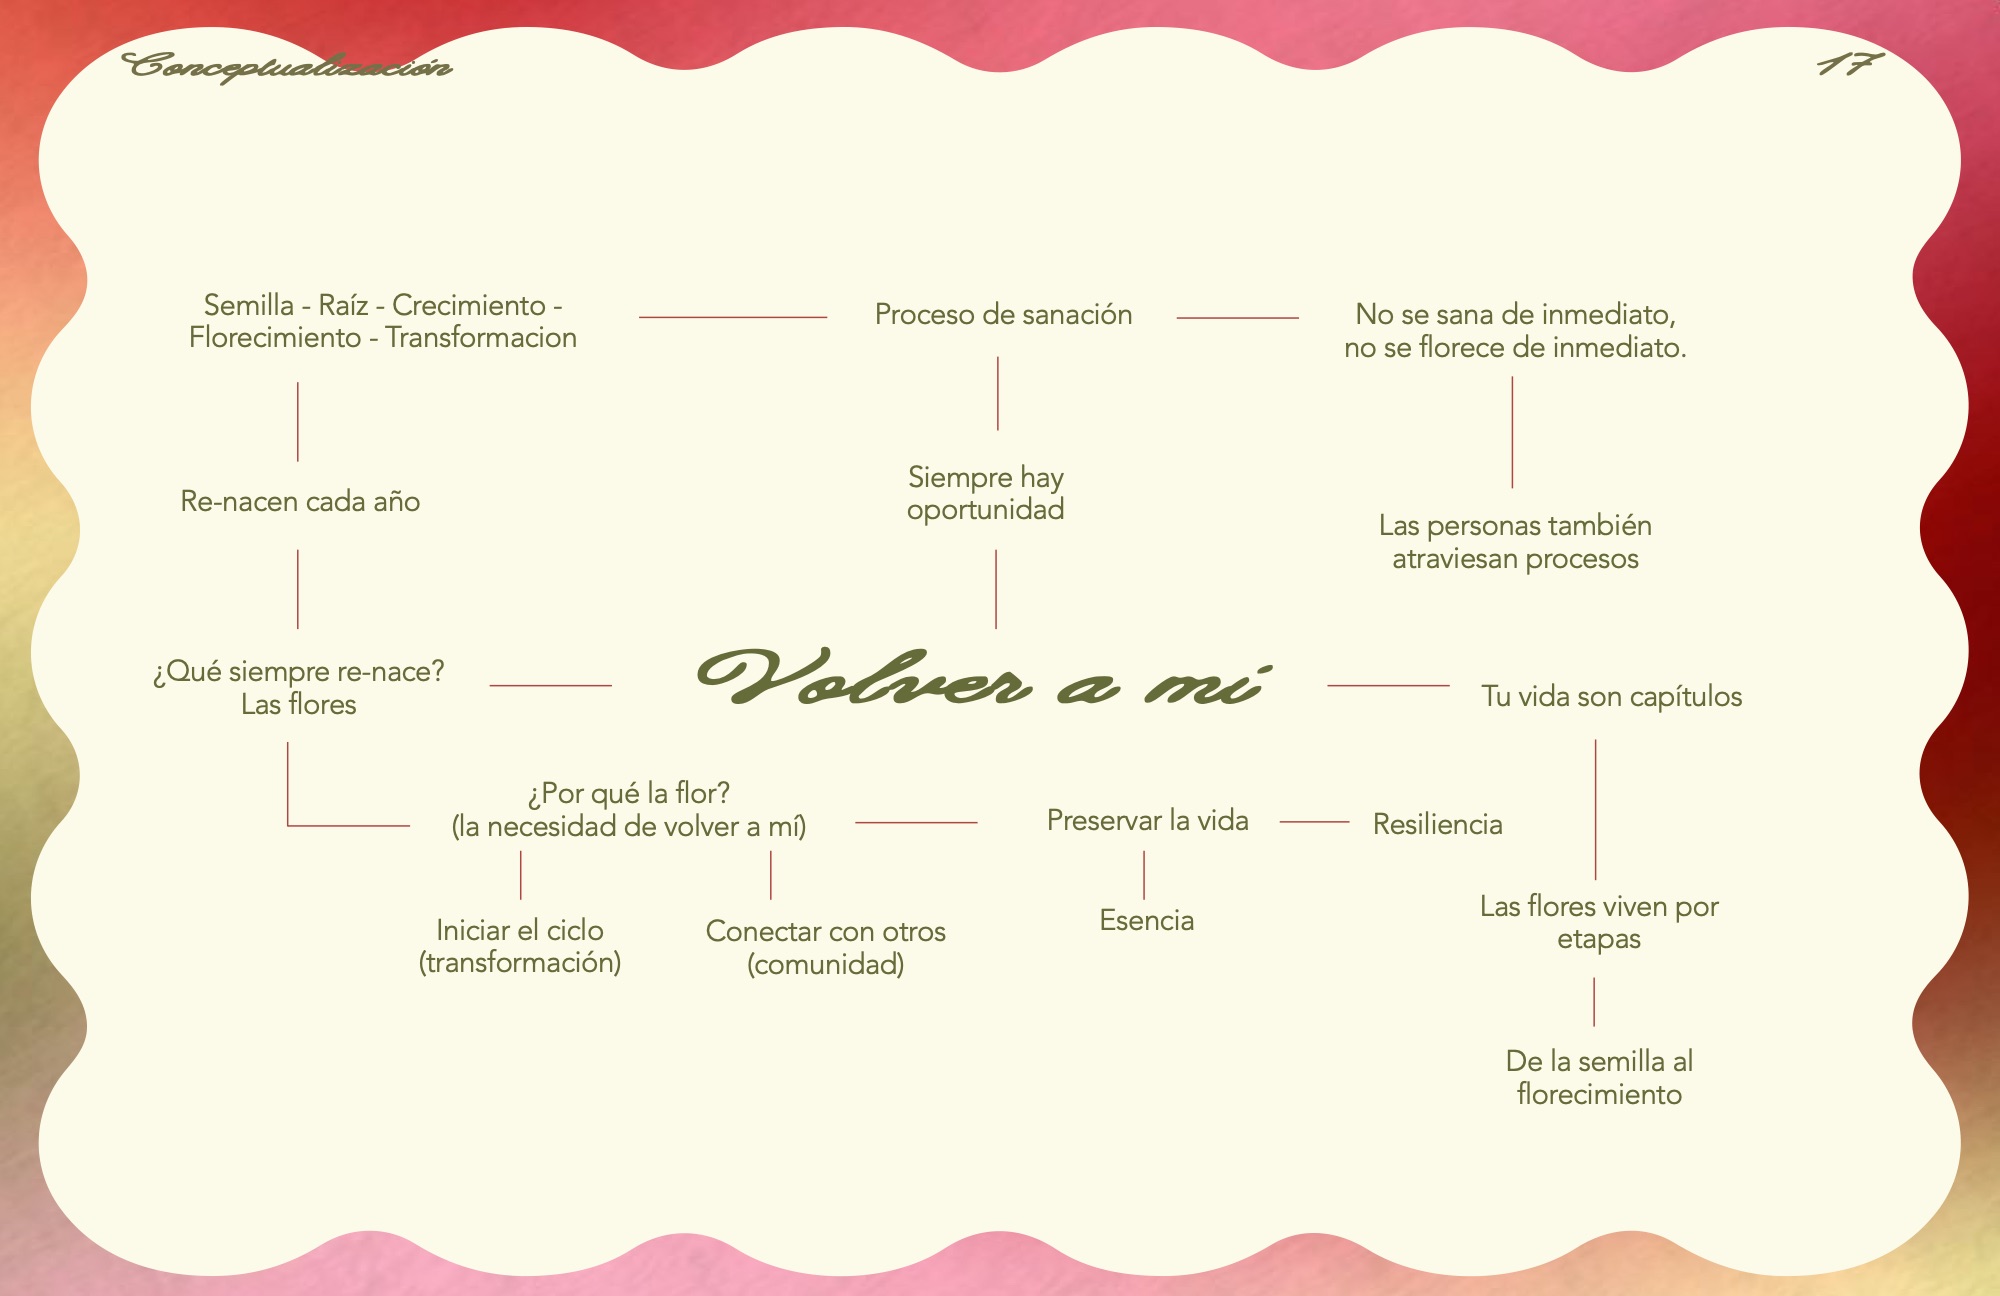 Conceptualización
17
Semilla - Raíz - Crecimiento -
Florecimiento - Transformacion
Proceso de sanación
No se sana de inmediato,
no se florece de inmediato.
Re-nacen cada año
Siempre hay
oportunidad
Las personas también
atraviesan procesos
¿Qué siempre re-nace?
Las flores
Volver a mí
Tu vida son capítulos
¿Por qué la flor?
(la necesidad de volver a mí)
Preservar la vida
Resiliencia
Iniciar el ciclo
(transformación)
Conectar con otros
(comunidad)
Esencia
Las flores viven por
etapas
De la semilla al
florecimiento